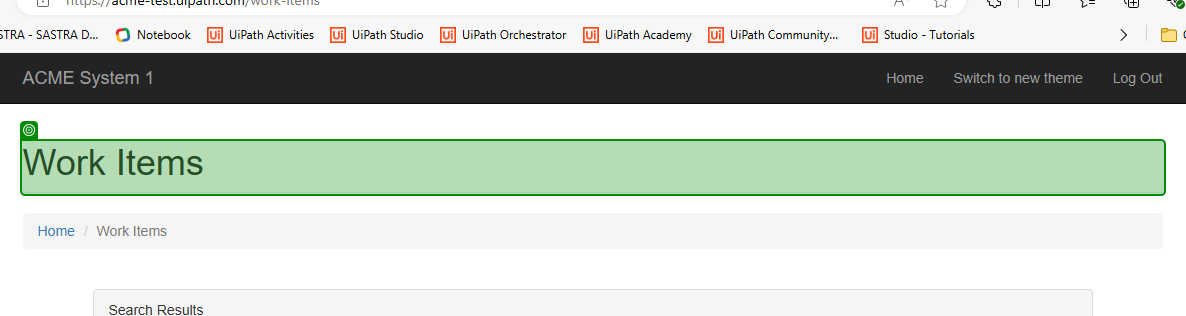 https://acme-test.uipath.com/work-items
STRA - SASTRA D... Notebook UiPath Activities UiPath Studio UiPath Orchestrator UiPath Academy UiPath Community... Studio - Tutorials
ACME System 1 Home Switch to new theme Log Out
Work Items
Home / Work Items
Search Results